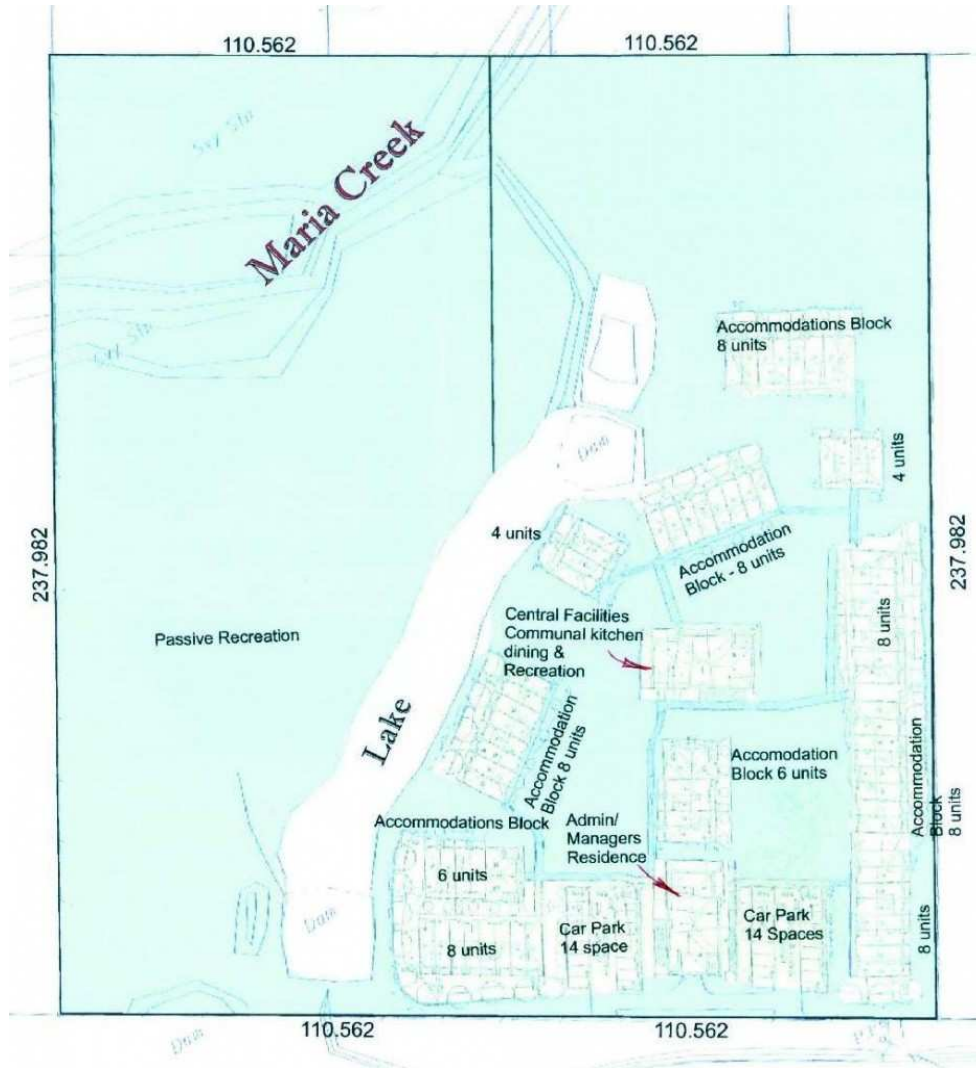 110.562
110.562
Maria Creek
Accommodations Block
8 units
4 units
Dam
4 units
Accommodation
Block - 8 units
237.982
237.982
Central Facilities
Communal kitchen
dining &
Recreation
8 units
Passive Recreation
Lake
Accommodation
Block 8 units
Accomodation
Block 6 units
Accommodation
Block
8 units
Accommodations Block
Admin/
Managers
Residence
6 units
8 units
Car Park
14 space
Car Park
14 Spaces
8 units
Dam
110.562
110.562
Dam